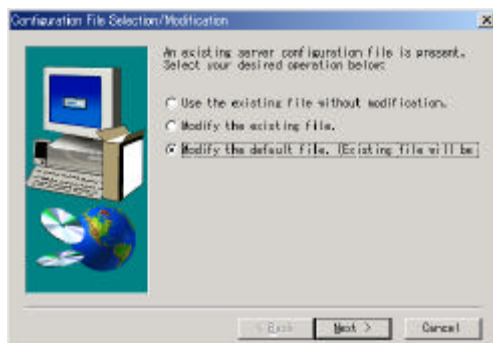 Configuration File Selection/Modification
An existing server configuration file is present.
Select your desired operation below:
Use the existing file without modification.
Modify the existing file.
Modify the default file. (Existing file will be
< Back
Next >
Cancel